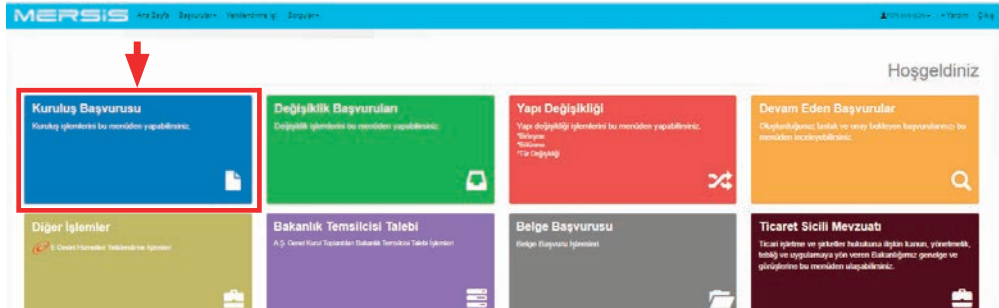 MERSİS Ana Sayfa Başvurular Yetkilendirme İşl. Sorgular Yardım Çıkış
Hoşgeldiniz
Kuruluş Başvurusu
Kuruluş işlemlerini bu menüden yapabilirsiniz.
Değişiklik Başvuruları
Değişiklik işlemlerini bu menüden yapabilirsiniz.
Yapı Değişikliği
Yapı değişikliği işlemlerini bu menüden yapabilirsiniz.
*Birleşme
*Bölünme
*Tür Değişikliği
Devam Eden Başvurular
Oluşturduğunuz taslak ve onay bekleyen başvurularınızı bu
menüden inceleyebilirsiniz.
Diğer İşlemler
E-Devlet Hizmetleri Yetkilendirme İşlemleri
Bakanlık Temsilcisi Talebi
A.Ş. Genel Kurul Toplantıları Bakanlık Temsilcisi Talebi İşlemleri
Belge Başvurusu
Belge Başvuru İşlemleri
Ticaret Sicili Mevzuatı
Ticari işletme ve şirketler hukukuna ilişkin kanun, yönetmelik,
tebliğ ve uygulamaya yön veren Bakanlığımız genelge ve
görüşlerine bu menüden ulaşabilirsiniz.